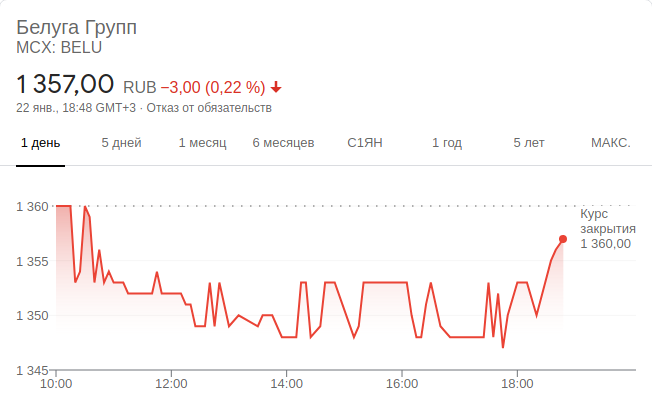 Белуга Групп
MCX: BELU
1 357,00 RUB −3,00 (0,22 %)
22 янв., 18:48 GMT+3 · Отказ от обязательств
1 день 5 дней 1 месяц 6 месяцев С1ЯН 1 год 5 лет МАКС.
1 360
Курс
закрытия
1 360,00
1 355
1 350
1 345
10:00 12:00 14:00 16:00 18:00